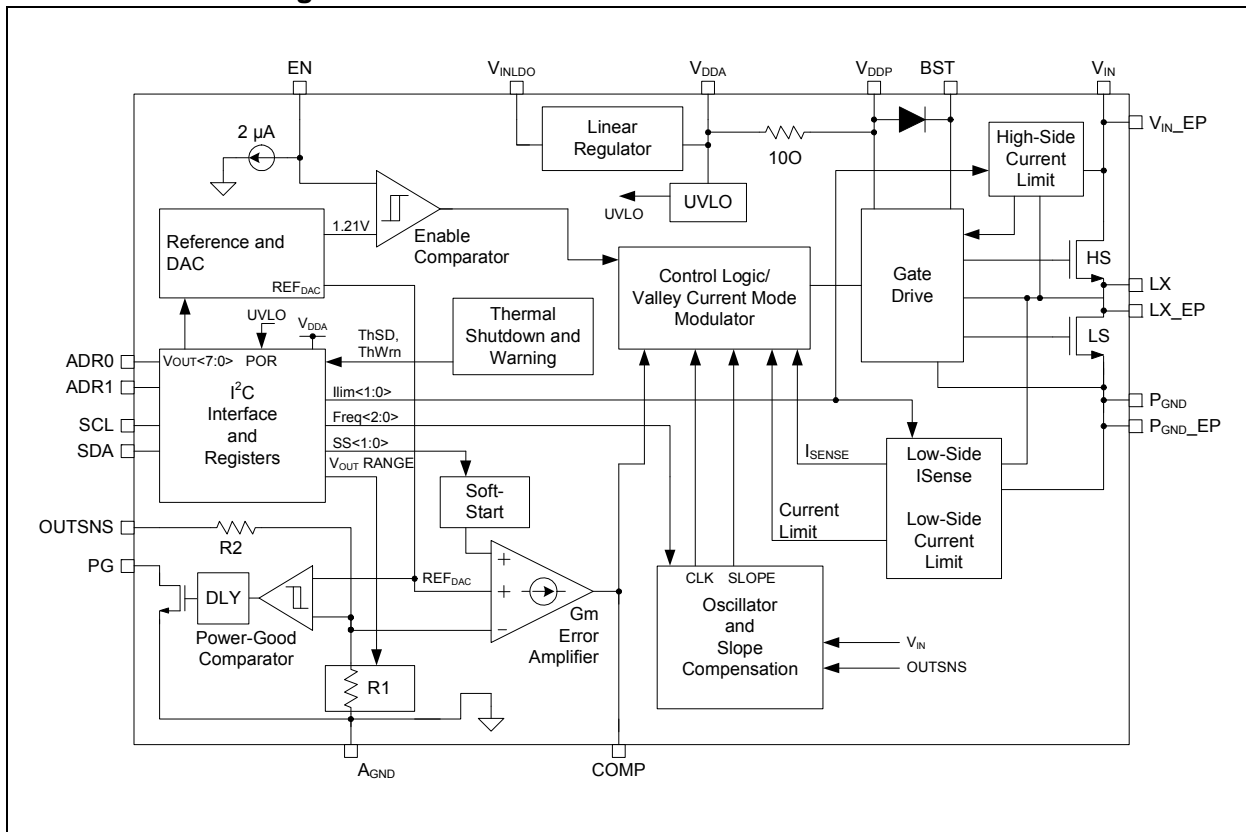 g
EN
VINLDO
VDDA
VDDP
BST
VIN
2 µA
Linear
Regulator
10O
High-Side
Current
Limit
VIN_EP
UVLO
UVLO
1.21V
Enable
Comparator
Reference and
DAC
REFDAC
Control Logic/
Valley Current Mode
Modulator
Gate
Drive
HS
LX
LX_EP
LS
UVLO
VDDA
ThSD,
ThWrn
Thermal
Shutdown and
Warning
ADR0
ADR1
SCL
SDA
VOUT<7:0>
POR
I2C
Interface
and
Registers
Ilim<1:0>
Freq<2:0>
SS<1:0>
VOUT RANGE
PGND
PGND_EP
ISENSE
Low-Side
ISense
Low-Side
Current
Limit
Current
Limit
Soft-
Start
OUTSNS
R2
PG
DLY
Power-Good
Comparator
REFDAC
+
+
−
Gm
Error
Amplifier
CLK
SLOPE
Oscillator
and
Slope
Compensation
VIN
OUTSNS
R1
AGND
COMP